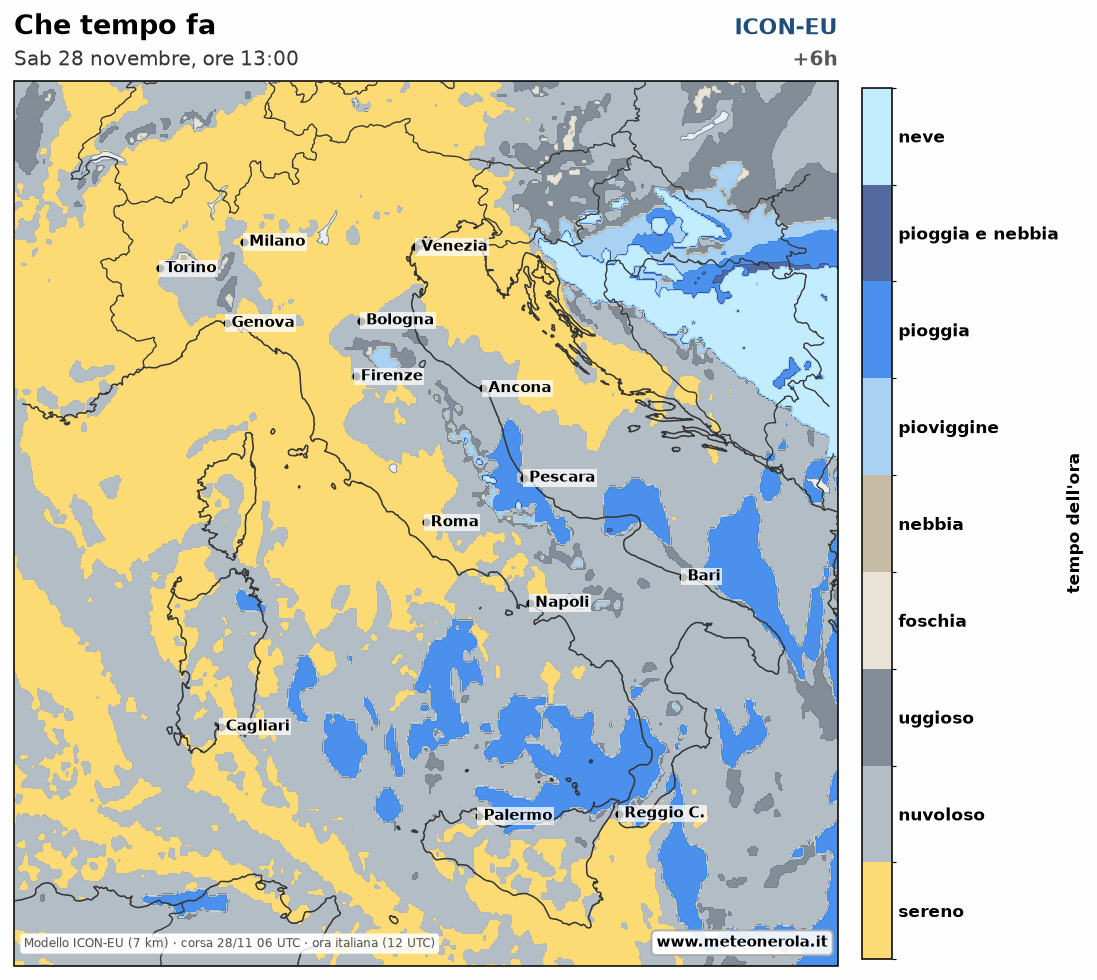 Che tempo fa
ICON-EU
Sab 28 novembre, ore 13:00
+6h
neve
pioggia e nebbia
pioggia
pioviggine
nebbia
foschia
uggioso
nuvoloso
sereno
tempo dell'ora
Milano
Venezia
Torino
Genova
Bologna
Firenze
Ancona
Pescara
Roma
Bari
Napoli
Cagliari
Palermo
Reggio C.
Modello ICON-EU (7 km) · corsa 28/11 06 UTC · ora italiana (12 UTC)
www.meteonerola.it